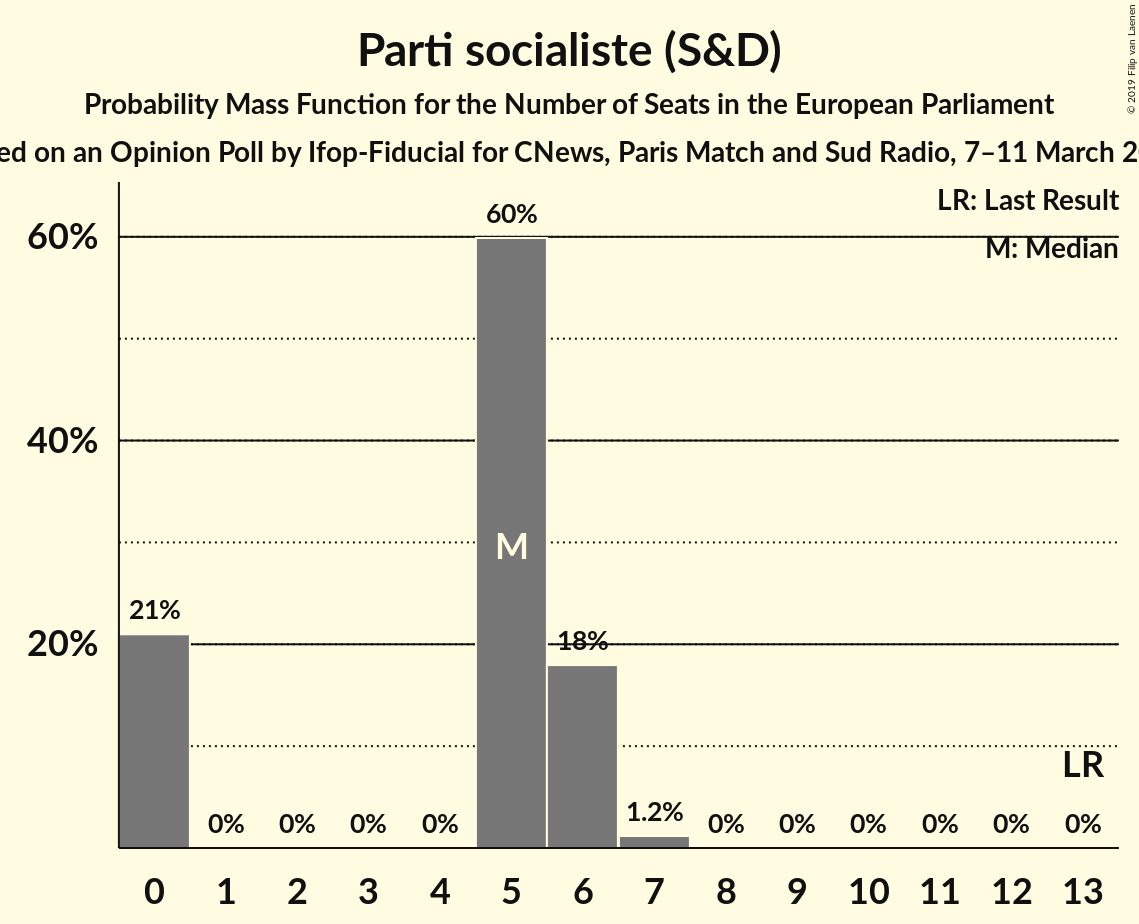 Parti socialiste (S&D)
Probability Mass Function for the Number of Seats in the European Parliament
ed on an Opinion Poll by Ifop-Fiducial for CNews, Paris Match and Sud Radio, 7–11 March 2
© 2019 Filip van Laenen
LR: Last Result
M: Median
60%
40%
20%
21%
0%
0%
0%
0%
60%
M
18%
1.2%
0%
0%
0%
0%
0%
0%
LR
0 1 2 3 4 5 6 7 8 9 10 11 12 13